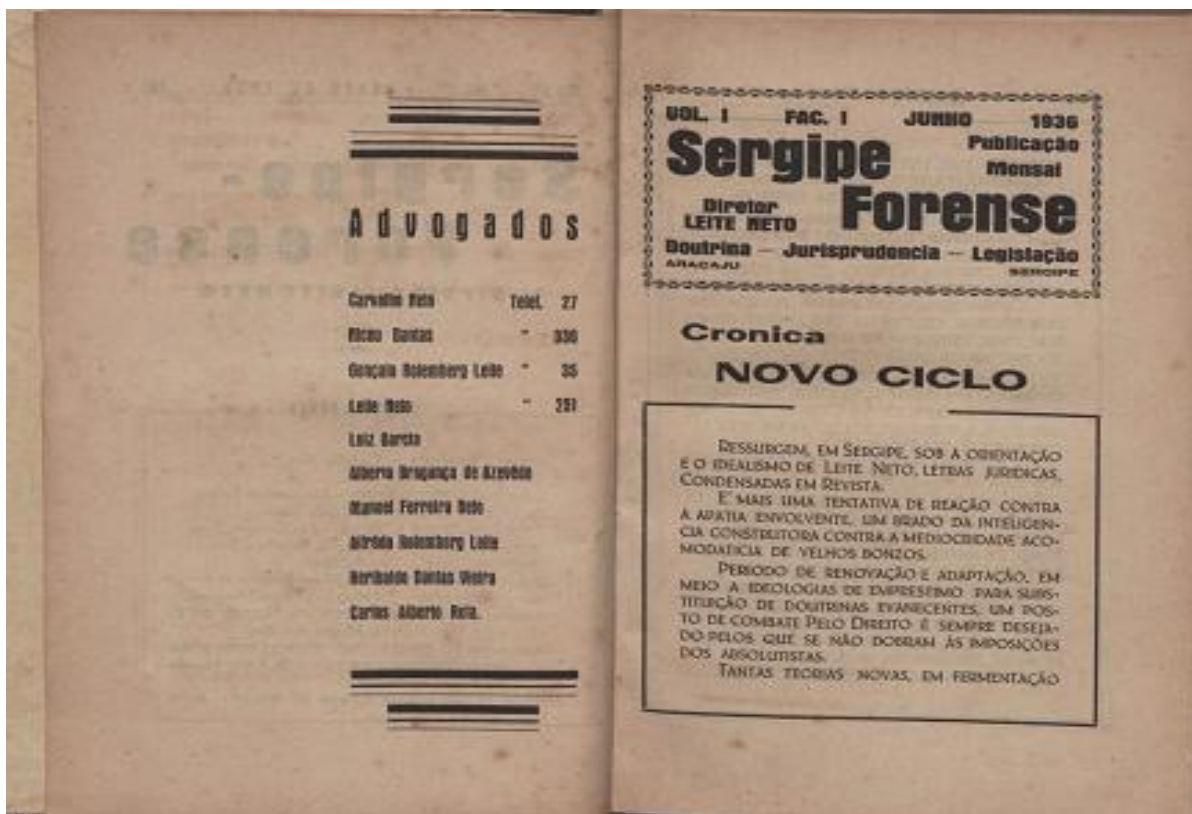 Advogados
Carvalho Neto Telef. 27
Niceu Dantas " 330
Gonçalo Rolemberg Leite " 35
Leite Neto " 251
Luiz Garcia
Alberto Bragança de Azevêdo
Manoel Ferreira Neto
Alfrêdo Rolemberg Leite
Heribaldo Dantas Vieira
Carlos Alberto Rola.
VOL. I FAC. I JUNHO 1936
Sergipe
Publicação
Mensal
Diretor
LEITE NETO
Forense
Doutrina — Jurisprudencia — Legislação
ARACAJU SERGIPE
Cronica
NOVO CICLO
RESSURGEM, EM SERGIPE, SOB A ORIENTAÇÃO
E O IDEALISMO DE LEITE NETO, LETRAS JURIDICAS,
CONDENSADAS EM REVISTA.
E' MAIS UMA TENTATIVA DE REAÇÃO CONTRA
A APATIA ENVOLVENTE, UM BRADO DA INTELIGEN-
CIA CONSTRUTORA CONTRA A MEDIOCRIDADE ACO-
MODATICIA DE VELHOS BONZOS.
PERIODO DE RENOVAÇÃO E ADAPTAÇÃO, EM
MEIO A IDEOLOGIAS DE EMPRESTIMO PARA SUBS-
TITUIÇÃO DE DOUTRINAS EVANECENTES, UM POS-
TO DE COMBATE PELO DIREITO É SEMPRE DESEJA-
DO PELOS QUE SE NÃO DOBRAM ÁS IMPOSIÇÕES
DOS ABSOLUTISTAS.
TANTAS TEORIAS NOVAS, EM FERMENTAÇÃO